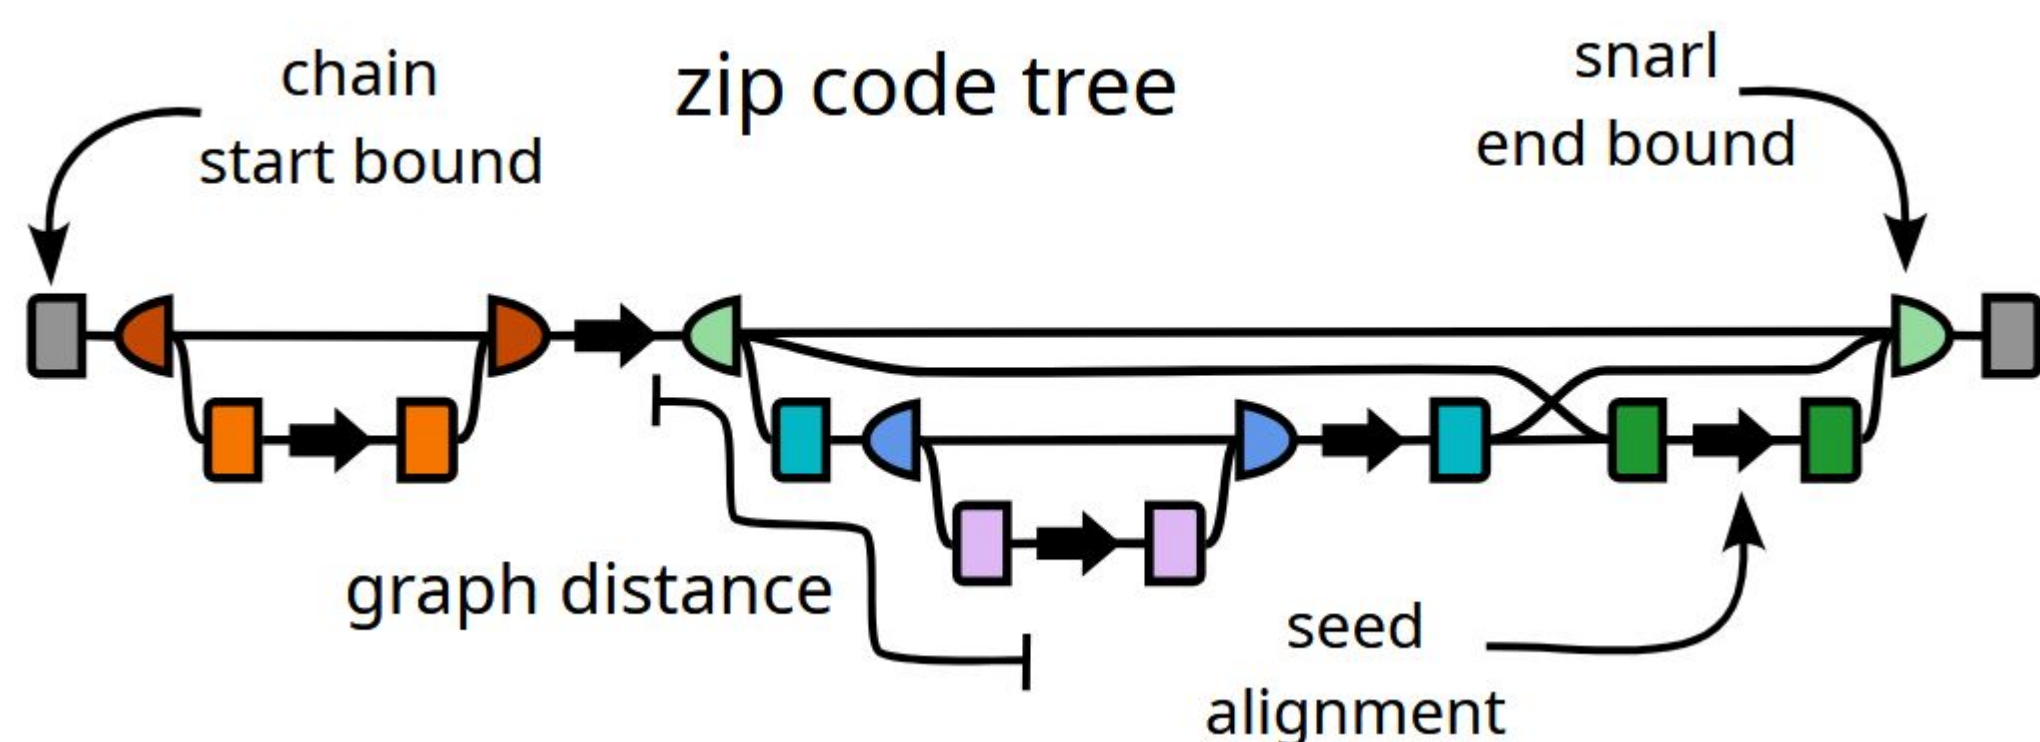 chain
start bound
zip code tree
snarl
end bound
graph distance
seed
alignment